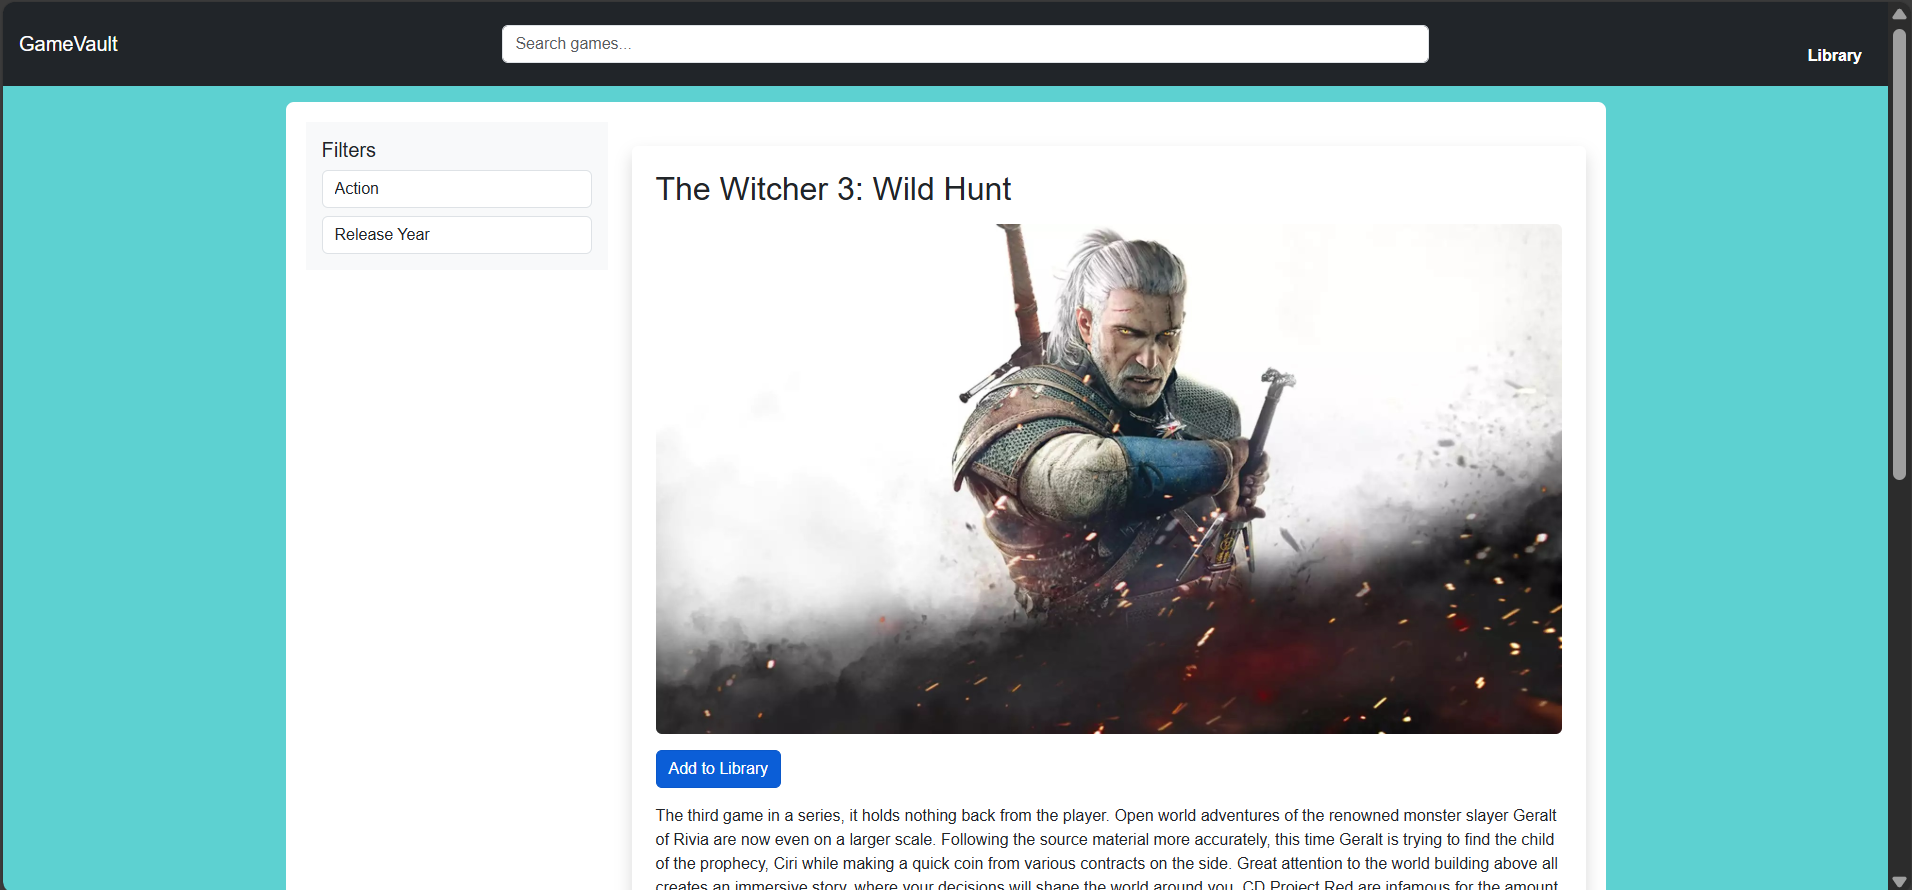 GameVault
Search games...
Library
Filters
Action
Release Year
The Witcher 3: Wild Hunt
Add to Library
The third game in a series, it holds nothing back from the player. Open world adventures of the renowned monster slayer Geralt
of Rivia are now even on a larger scale. Following the source material more accurately, this time Geralt is trying to find the child
of the prophecy, Ciri while making a quick coin from various contracts on the side. Great attention to the world building above all
creates an immersive story, where your decisions will shape the world around you. CD Project Red are infamous for the amount